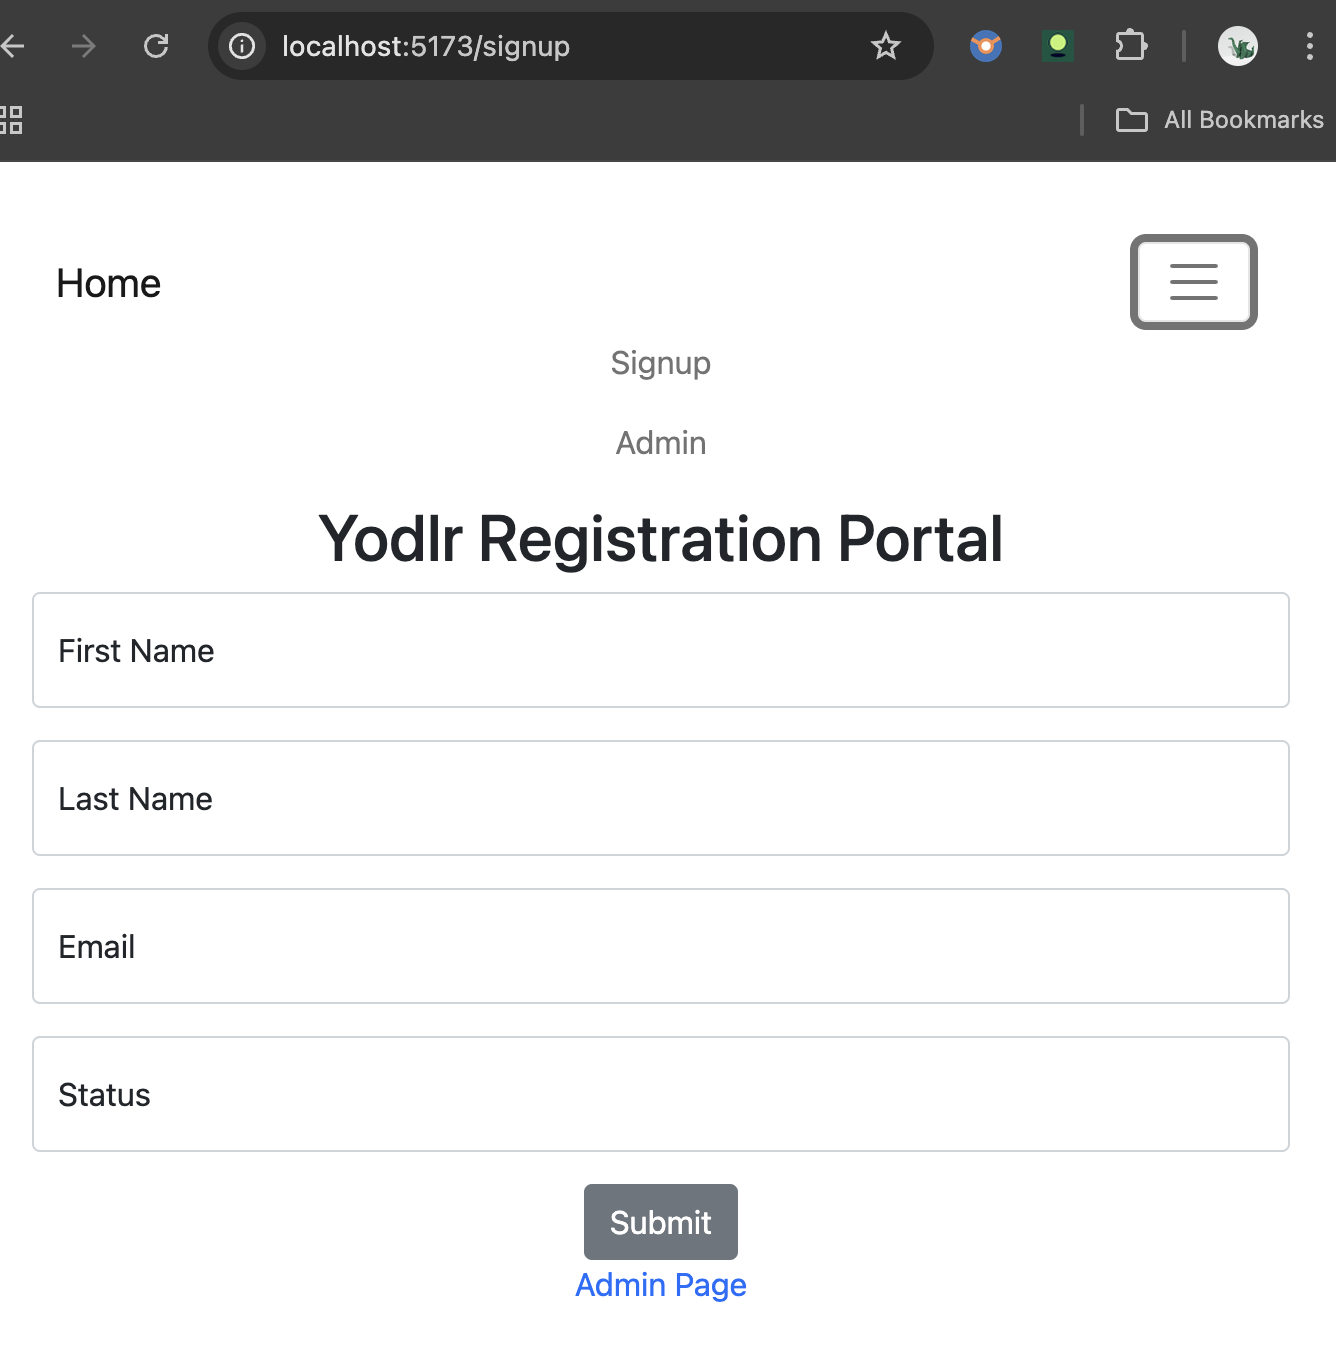 localhost:5173/signup
All Bookmarks
Home
Signup
Admin
Yodlr Registration Portal
First Name
Last Name
Email
Status
Submit
Admin Page